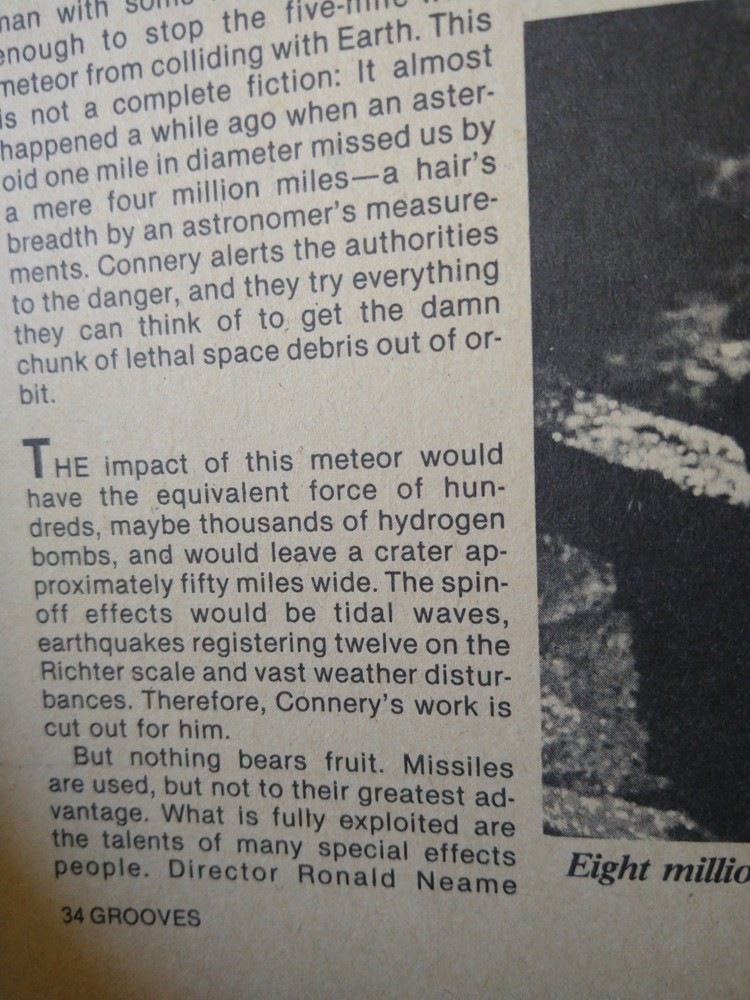 man with some
enough to stop the five-mile
meteor from colliding with Earth. This
is not a complete fiction: It almost
happened a while ago when an aster-
oid one mile in diameter missed us by
a mere four million miles—a hair's
breadth by an astronomer's measure-
ments. Connery alerts the authorities
to the danger, and they try everything
they can think of to get the damn
chunk of lethal space debris out of or-
bit.
THE impact of this meteor would
have the equivalent force of hun-
dreds, maybe thousands of hydrogen
bombs, and would leave a crater ap-
proximately fifty miles wide. The spin-
off effects would be tidal waves,
earthquakes registering twelve on the
Richter scale and vast weather distur-
bances. Therefore, Connery's work is
cut out for him.
But nothing bears fruit. Missiles
are used, but not to their greatest ad-
vantage. What is fully exploited are
the talents of many special effects
people. Director Ronald Neame
34 GROOVES
Eight millio